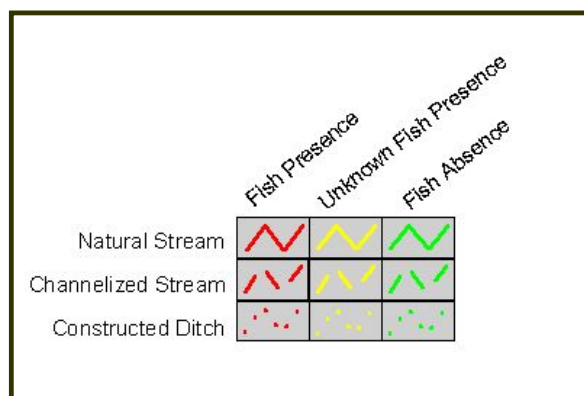 Fish Presence
Unknown Fish Presence
Fish Absence
Natural Stream
Channelized Stream
Constructed Ditch